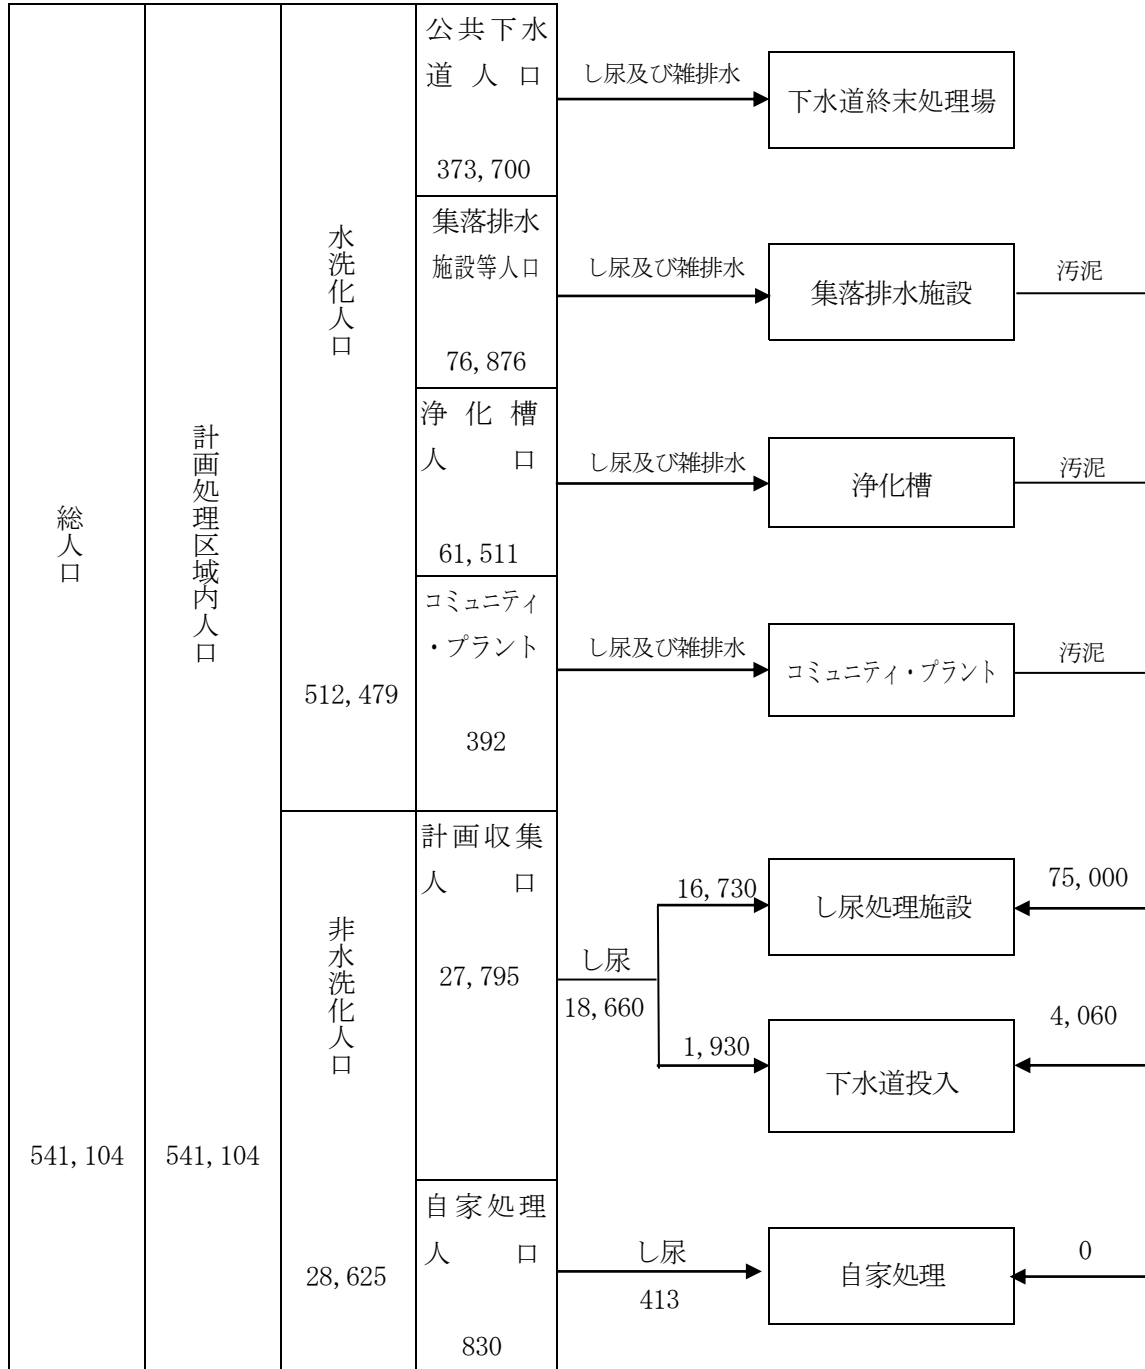 総人口
541,104
計画処理区域内人口
541,104
水洗化人口
512,479
非水洗化人口
28,625
公共下水
道人口
373,700
集落排水
施設等人口
76,876
浄化槽
人口
61,511
コミュニティ
・プラント
392
計画収集
人口
27,795
自家処理
人口
830
し尿及び雑排水
下水道終末処理場
し尿及び雑排水
集落排水施設
汚泥
し尿及び雑排水
浄化槽
汚泥
し尿及び雑排水
コミュニティ・プラント
汚泥
し尿
18,660
16,730
し尿処理施設
75,000
1,930
下水道投入
4,060
し尿
413
自家処理
0